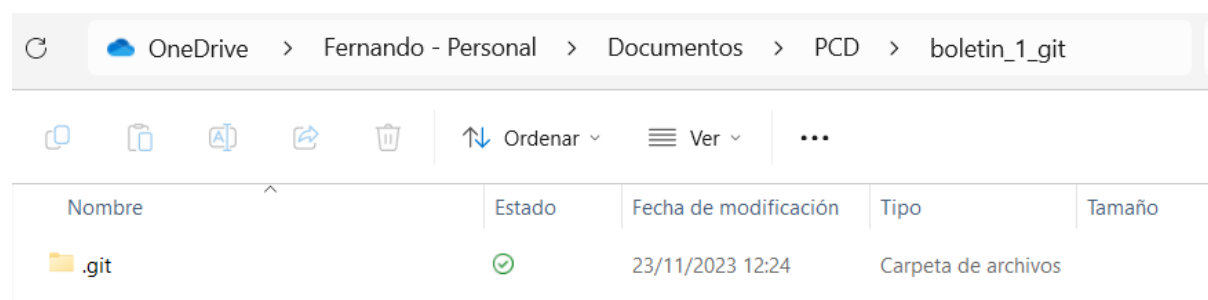 OneDrive > Fernando - Personal > Documentos > PCD > boletin_1_git
A Ordenar Ver
Nombre Estado Fecha de modificación Tipo Tamaño
.git 23/11/2023 12:24 Carpeta de archivos